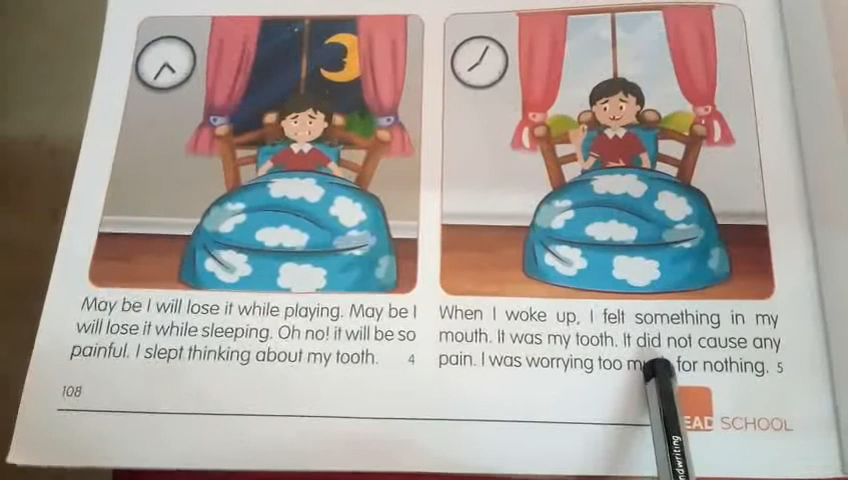 May be I will lose it while playing. May be I
will lose it while sleeping. Oh no! it will be so
painful. I slept thinking about my tooth. 4
When I woke up, I felt something in my
mouth. It was my tooth. It did not cause any
pain. I was worrying too for nothing. 5
108
SCHOOL
ndwriting